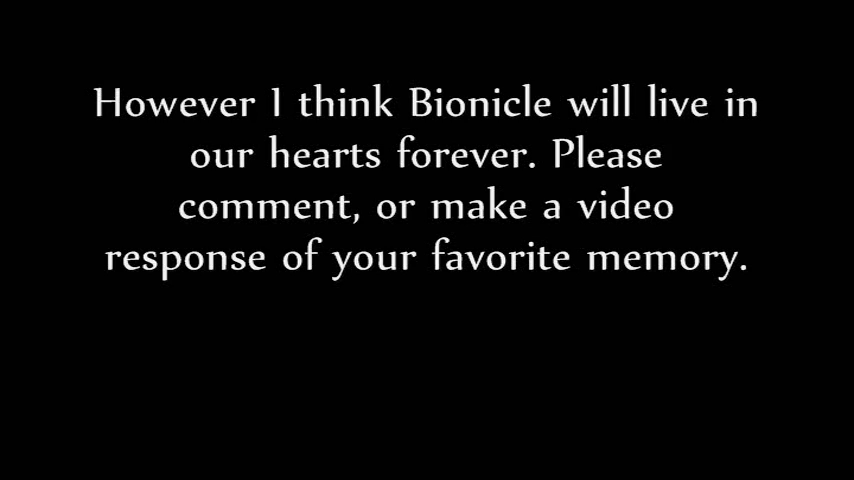 However I think Bionicle will live in
our hearts forever. Please
comment, or make a video
response of your favorite memory.